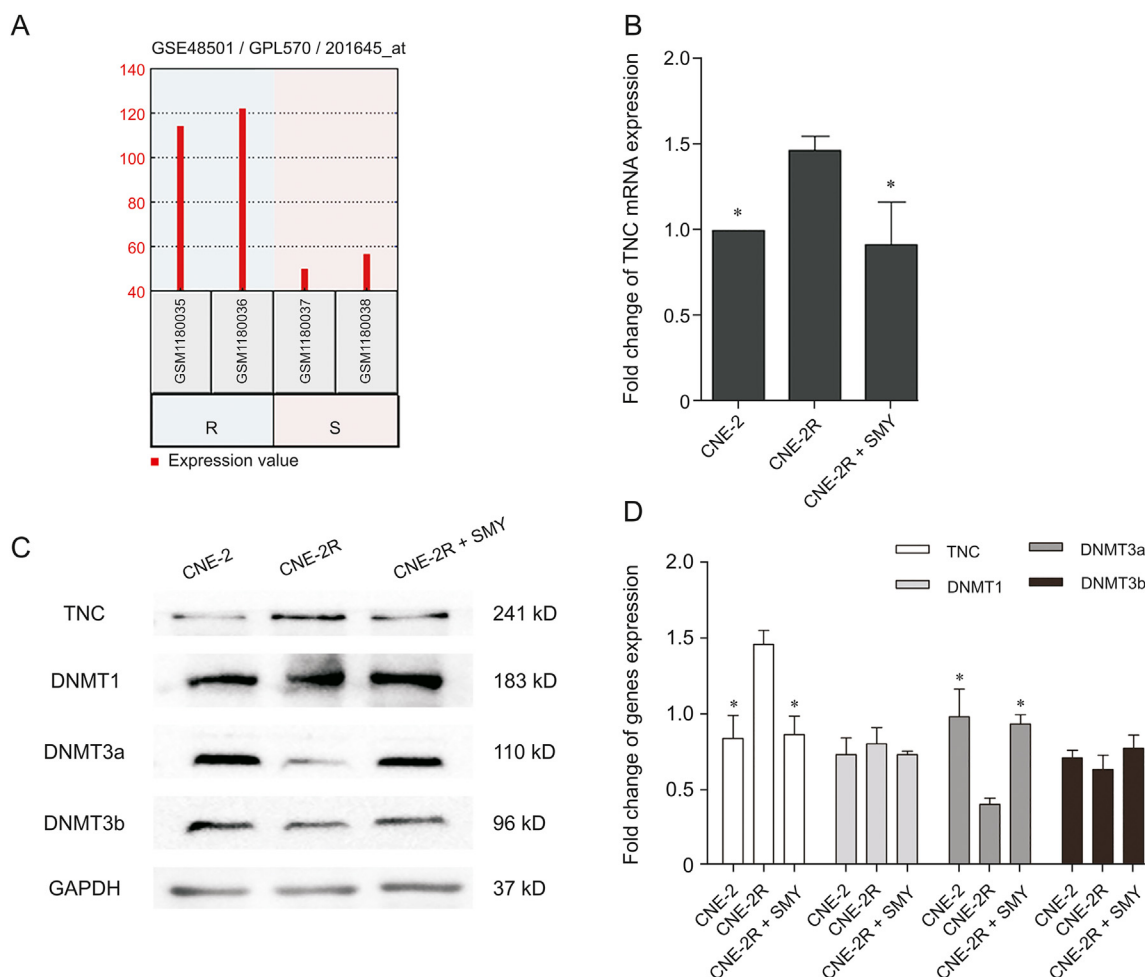 A
GSE48501 / GPL570 / 201645_at
140
120
100
80
60
40
GSM1180035
GSM1180036
GSM1180037
GSM1180038
R
S
Expression value
B
Fold change of TNC mRNA expression
2.0
1.5
1.0
0.5
0
*
*
CNE-2
CNE-2R
CNE-2R + SMY
C
CNE-2
CNE-2R
CNE-2R + SMY
TNC
241 kD
DNMT1
183 kD
DNMT3a
110 kD
DNMT3b
96 kD
GAPDH
37 kD
D
TNC
DNMT3a
DNMT1
DNMT3b
Fold change of genes expression
2.0
1.5
1.0
0.5
0
*
*
*
*
CNE-2
CNE-2R
CNE-2R + SMY
CNE-2
CNE-2R
CNE-2R + SMY
CNE-2
CNE-2R
CNE-2R + SMY
CNE-2
CNE-2R
CNE-2R + SMY